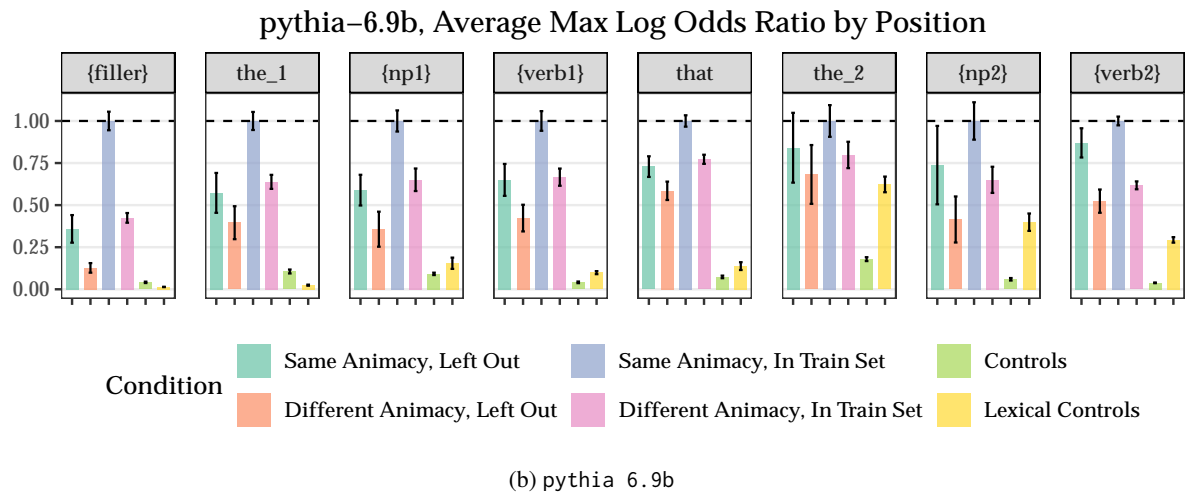 pythia−6.9b, Average Max Log Odds Ratio by Position
{filler} the_1 {np1} {verb1} that the_2 {np2} {verb2}
1.00
0.75
0.50
0.25
0.00
Condition
Same Animacy, Left Out
Same Animacy, In Train Set
Controls
Different Animacy, Left Out
Different Animacy, In Train Set
Lexical Controls
(b) pythia 6.9b